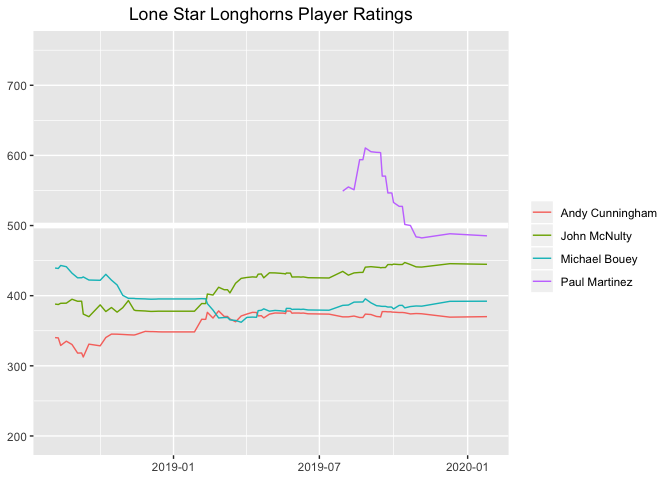 Lone Star Longhorns Player Ratings
700
600
500
400
300
200
2019-01
2019-07
2020-01
Andy Cunningham
John McNulty
Michael Bouey
Paul Martinez